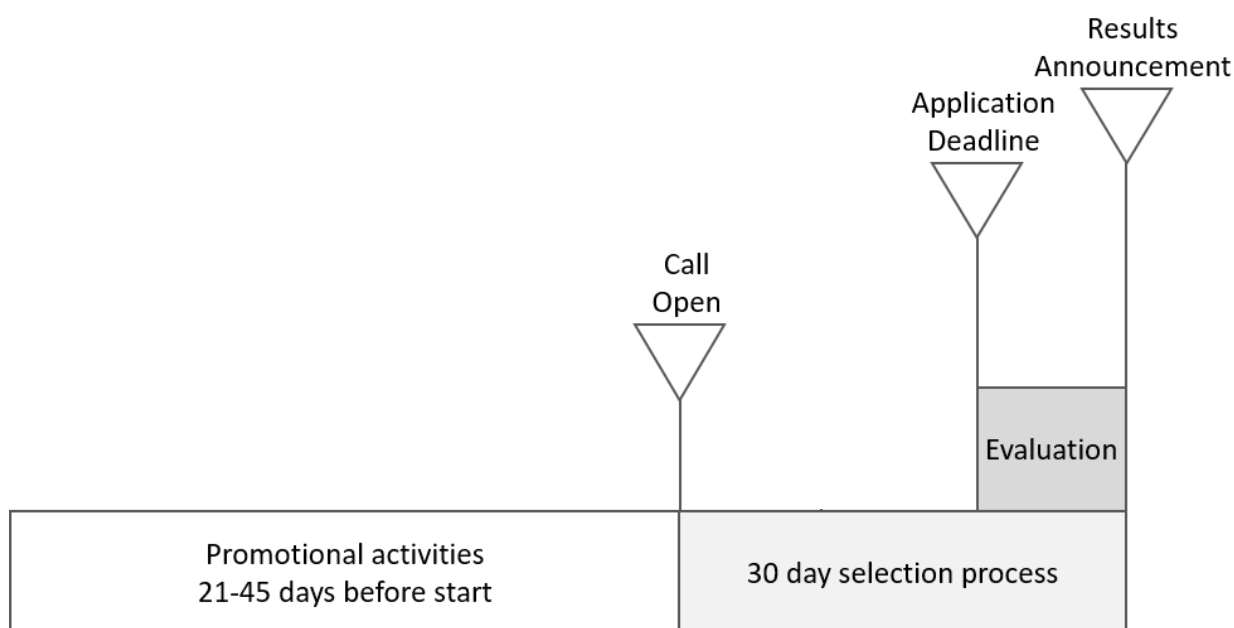 Results
Announcement
Application
Deadline
Call
Open
Evaluation
Promotional activities
21-45 days before start
30 day selection process